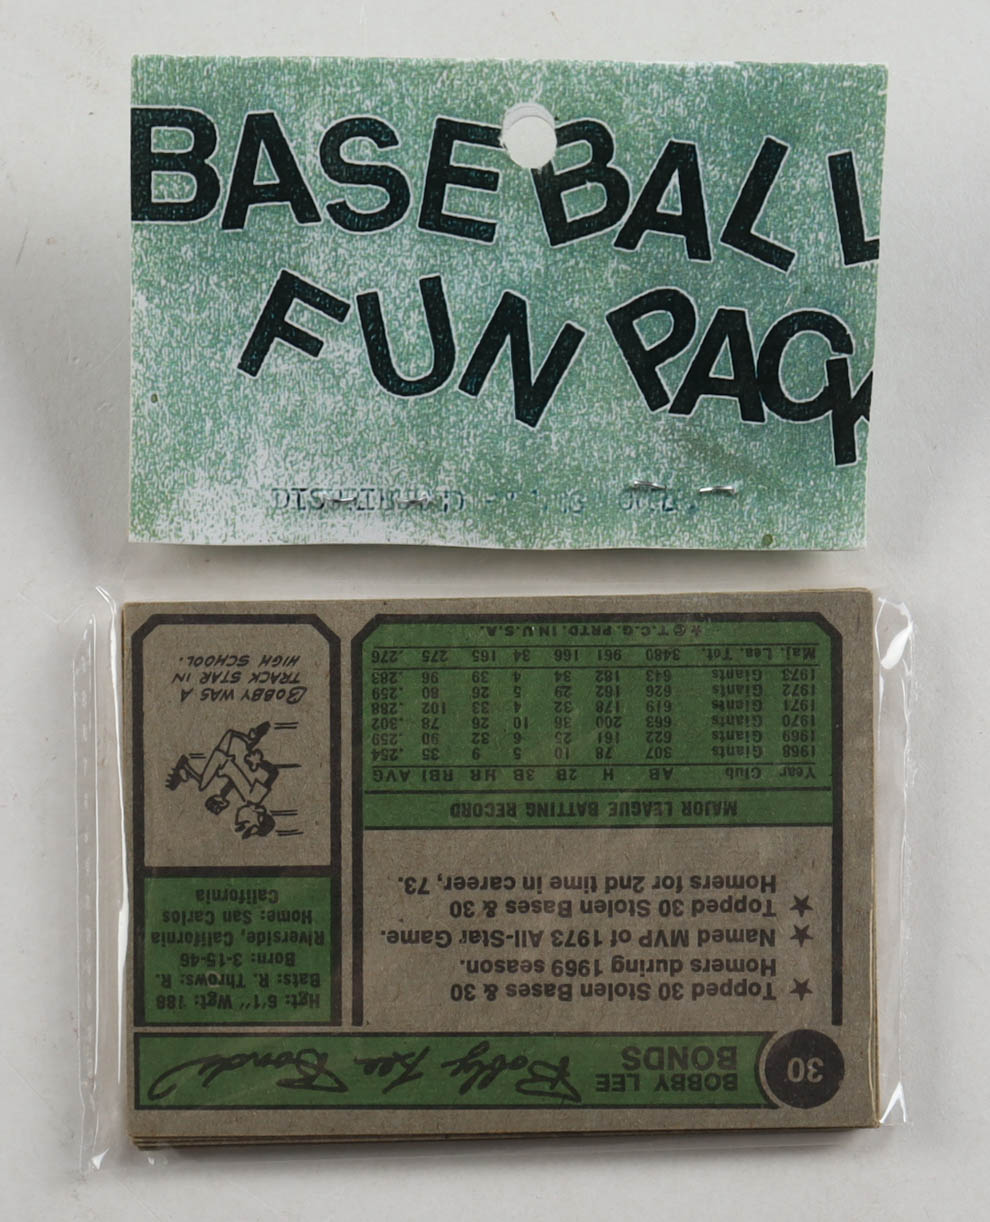 BASEBALL
FUN PACK
DISTRIBUTED
30
BOBBY LEE
BONDS
Bobby Lee Bonds
Hgt: 6'1" Wgt: 188
Bats: R. Throws: R.
Born: 3-15-46
Riverside, California
Home: San Carlos
California
★ Topped 30 Stolen Bases & 30
Homers during 1969 season.
★ Named MVP of 1973 All-Star Game.
★ Topped 30 Stolen Bases & 30
Homers for 2nd time in career, 73.
MAJOR LEAGUE BATTING RECORD
Year Club AB H 2B 3B HR RBI AVG
1968 Giants 307 78 10 5 9 35 .254
1969 Giants 622 161 25 6 32 90 .259
1970 Giants 663 200 36 10 26 78 .302
1971 Giants 619 178 32 4 33 102 .288
1972 Giants 626 162 29 5 26 80 .259
1973 Giants 643 182 34 4 39 96 .283
Maj. Lea. Tot. 3480 961 166 34 165 275 .276
*© T.C.G. PRTD. IN U.S.A.
BOBBY WAS A
TRACK STAR IN
HIGH SCHOOL.